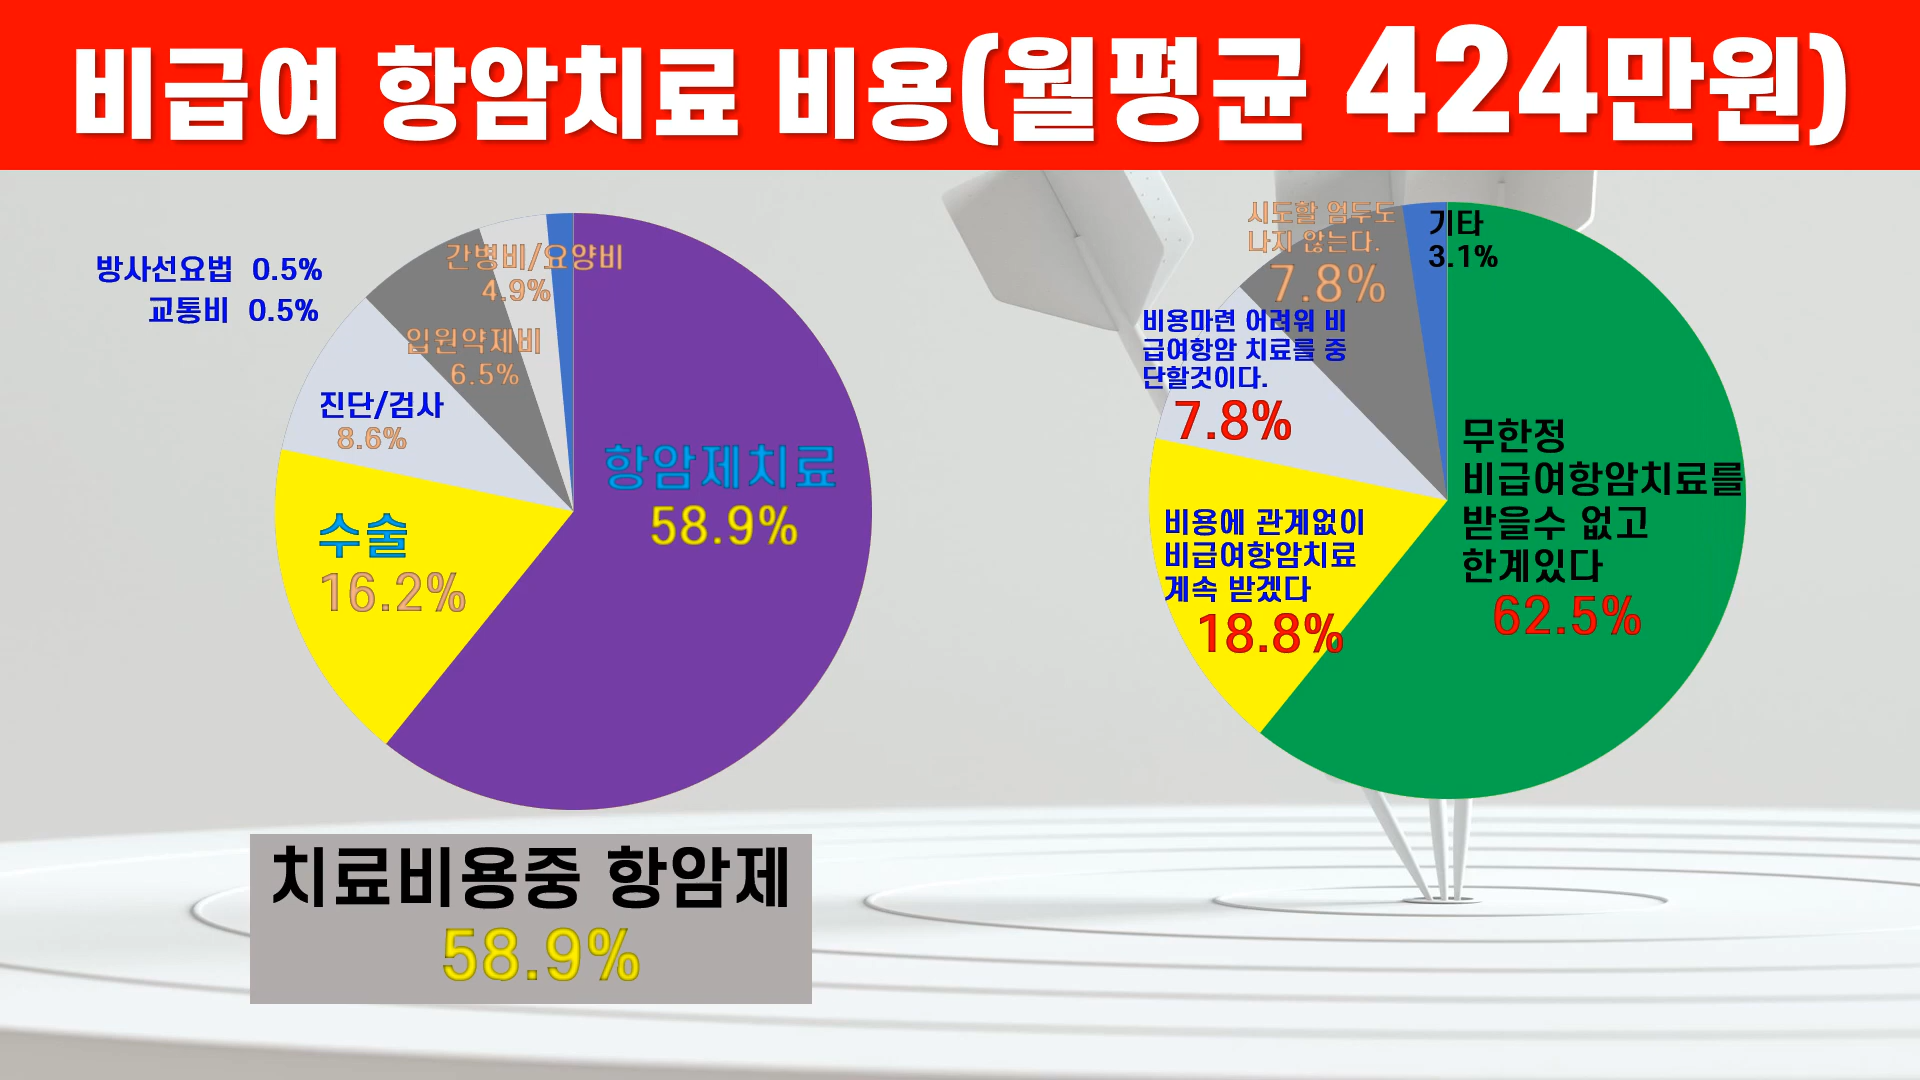 비급여 항암치료 비용(월평균 424만원)
방사선요법 0.5%
교통비 0.5%
간병비/요양비
4.9%
입원약제비
6.5%
진단/검사
8.6%
항암제치료
58.9%
수술
16.2%
치료비용중 항암제
58.9%
시도할 엄두도
나지 않는다.
7.8%
기타
3.1%
비용마련 어려워 비
급여항암 치료를 중
단할것이다.
7.8%
무한정
비급여항암치료를
받을수 없고
한계있다
62.5%
비용에 관계없이
비급여항암치료
계속 받겠다
18.8%